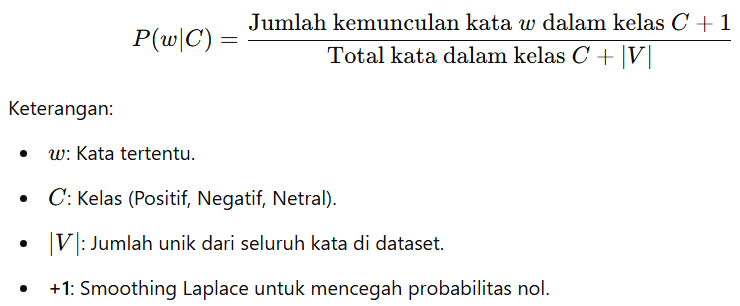 P(w|C) = Jumlah kemunculan kata w dalam kelas C + 1 / Total kata dalam kelas C + |V|
Keterangan:
• w: Kata tertentu.
• C: Kelas (Positif, Negatif, Netral).
• |V|: Jumlah unik dari seluruh kata di dataset.
• +1: Smoothing Laplace untuk mencegah probabilitas nol.